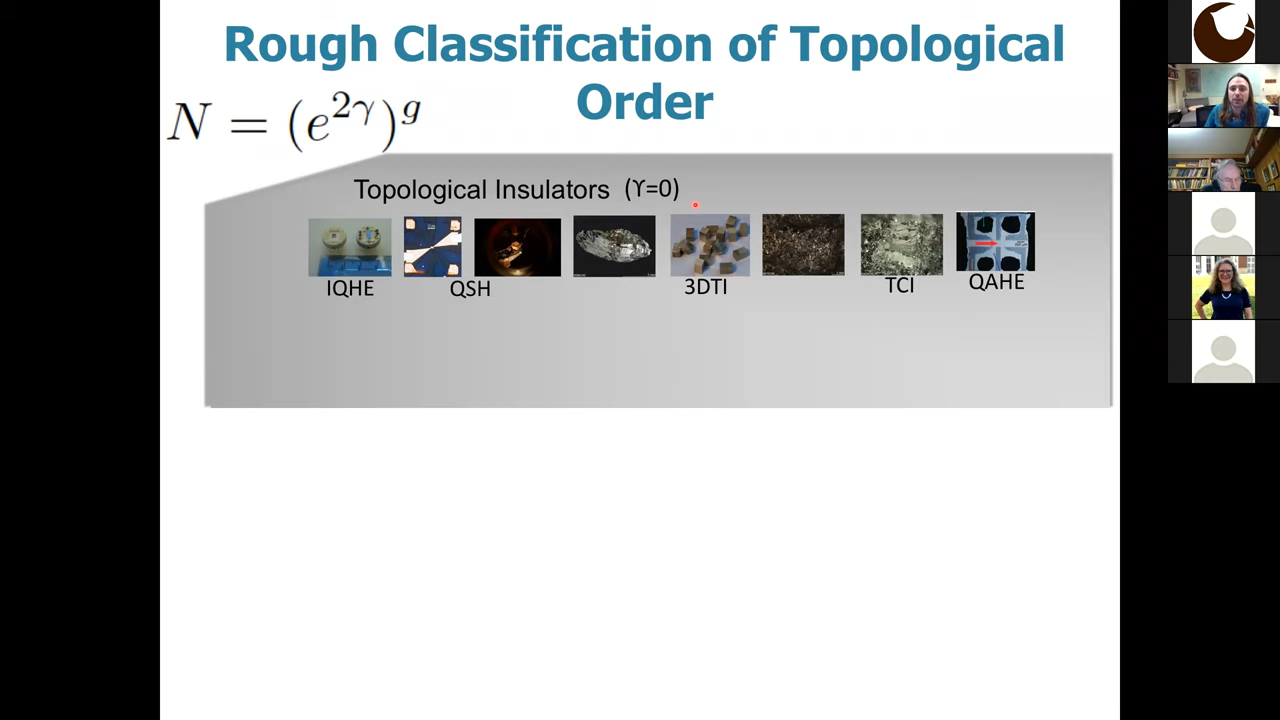 Rough Classification of Topological
Order
N = (e^{2γ})^g
Topological Insulators (ϒ=0)
IQHE
QSH
3DTI
TCI
QAHE